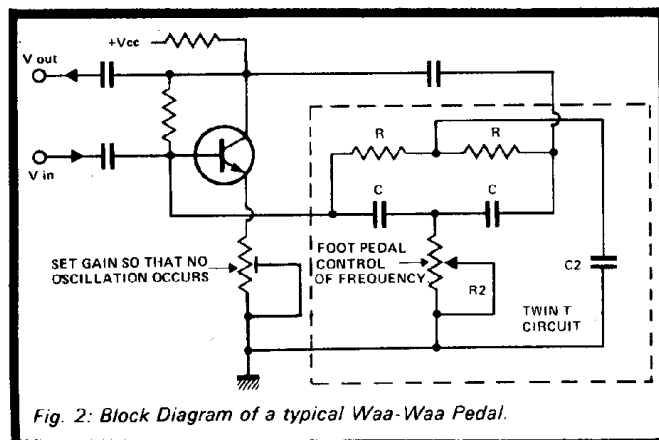 +Vcc
V out
R
R
V in
C
C
SET GAIN SO THAT NO
OSCILLATION OCCURS
FOOT PEDAL
CONTROL
OF FREQUENCY
R2
C2
TWIN T
CIRCUIT
Fig. 2: Block Diagram of a typical Waa-Waa Pedal.